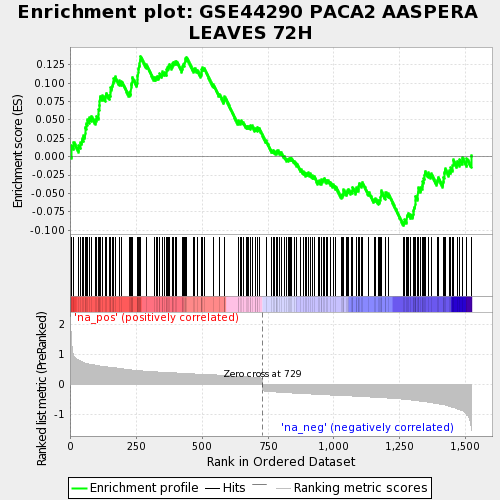 Enrichment plot: GSE44290 PACA2 AASPERA
LEAVES 72H
Enrichment score (ES)
0.125
0.100
0.075
0.050
0.025
0.000
-0.025
-0.050
-0.075
-0.100
'na_pos' (positively correlated)
Ranked list metric (PreRanked)
2
1
0
-1
Zero cross at 729
'na_neg' (negatively correlated)
0
250
500
750
1,000
1,250
1,500
Rank in Ordered Dataset
Enrichment profile
Hits
Ranking metric scores